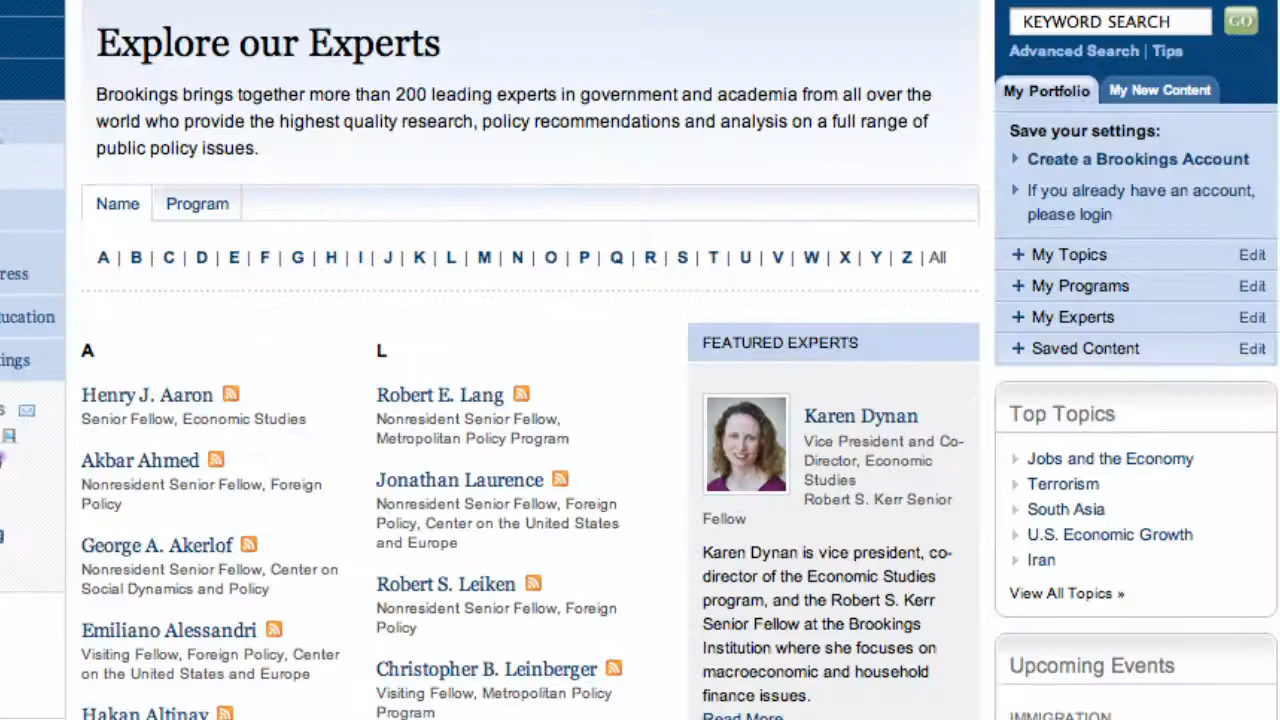 Explore our Experts
Brookings brings together more than 200 leading experts in government and academia from all over the
world who provide the highest quality research, policy recommendations and analysis on a full range of
public policy issues.
Name
Program
A | B | C | D | E | F | G | H | I | J | K | L | M | N | O | P | Q | R | S | T | U | V | W | X | Y | Z | All
A
Henry J. Aaron
Senior Fellow, Economic Studies
Akbar Ahmed
Nonresident Senior Fellow, Foreign
Policy
George A. Akerlof
Nonresident Senior Fellow, Center on
Social Dynamics and Policy
Emiliano Alessandri
Visiting Fellow, Foreign Policy, Center
on the United States and Europe
Hakan Altinay
L
Robert E. Lang
Nonresident Senior Fellow,
Metropolitan Policy Program
Jonathan Laurence
Nonresident Senior Fellow, Foreign
Policy, Center on the United States
and Europe
Robert S. Leiken
Nonresident Senior Fellow, Foreign
Policy
Christopher B. Leinberger
Visiting Fellow, Metropolitan Policy
Program
FEATURED EXPERTS
Karen Dynan
Vice President and Co-
Director, Economic
Studies
Robert S. Kerr Senior
Fellow
Karen Dynan is vice president, co-
director of the Economic Studies
program, and the Robert S. Kerr
Senior Fellow at the Brookings
Institution where she focuses on
macroeconomic and household
finance issues.
Read More
KEYWORD SEARCH
GO
Advanced Search | Tips
My Portfolio
My New Content
Save your settings:
Create a Brookings Account
If you already have an account,
please login
+ My Topics Edit
+ My Programs Edit
+ My Experts Edit
+ Saved Content Edit
Top Topics
Jobs and the Economy
Terrorism
South Asia
U.S. Economic Growth
Iran
View All Topics »
Upcoming Events
IMMIGRATION
ress
ucation
ings